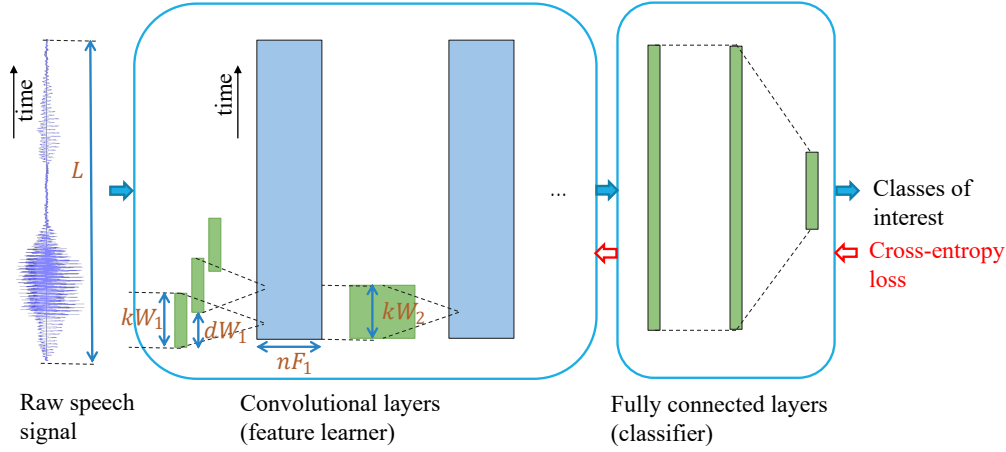 time
L
time
kW₁
dW₁
nF₁
kW₂
...
Classes of
interest
Cross-entropy
loss
Raw speech
signal
Convolutional layers
(feature learner)
Fully connected layers
(classifier)